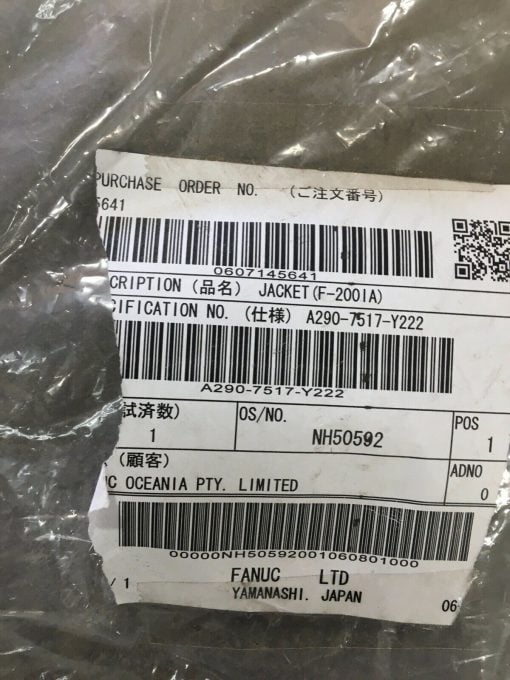 PURCHASE ORDER NO. (ご注文番号)
5641
0607145641
CRIPTION (品名) JACKET(F-200IA)
CIFICATION NO. (仕様) A290-7517-Y222
A290-7517-Y222
試済数) OS/NO. POS
1 NH50592 1
(顧客) ADNO
C OCEANIA PTY. LIMITED 0
00000NH50592001060801000
/ 1 FANUC LTD
YAMANASHI. JAPAN 06